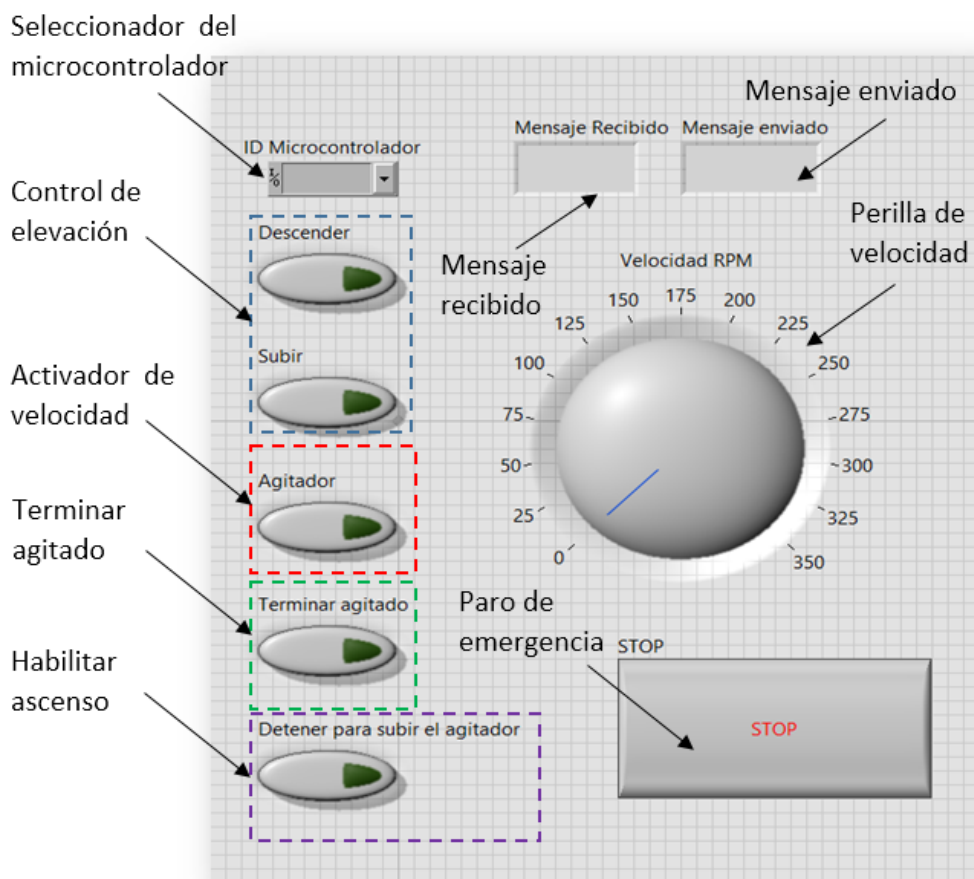 Seleccionador del
microcontrolador
Mensaje enviado
ID Microcontrolador
Mensaje Recibido
Mensaje enviado
Control de
elevación
Descender
Mensaje
recibido
Perilla de
velocidad
Velocidad RPM
0
25
50
75
100
125
150
175
200
225
250
275
300
325
350
Subir
Activador de
velocidad
Agitador
Terminar
agitado
Terminar agitado
Paro de
emergencia
STOP
STOP
Habilitar
ascenso
Detener para subir el agitador